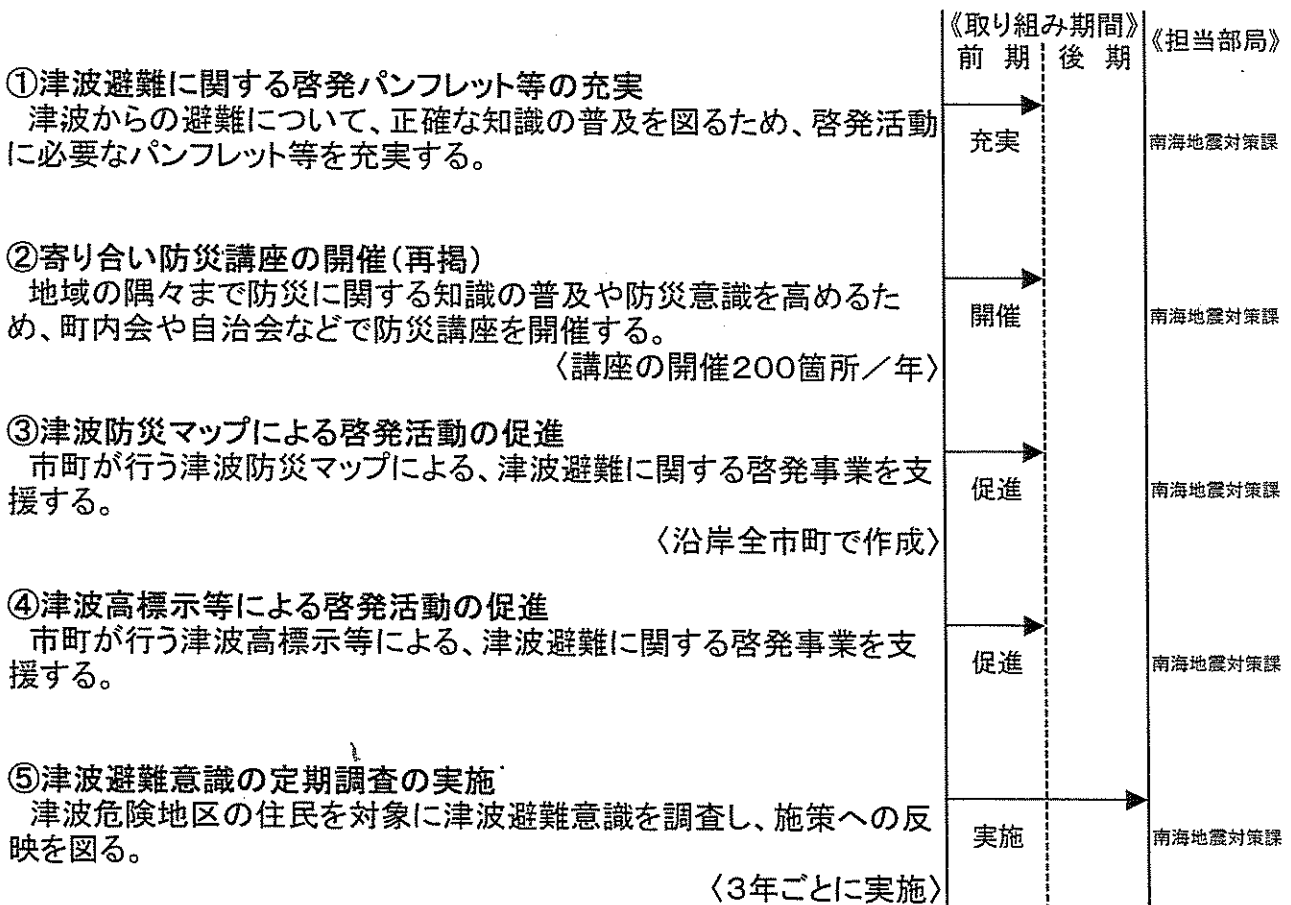 《取り組み期間》
《担当部局》
前 期 後 期
①津波避難に関する啓発パンフレット等の充実
津波からの避難について、正確な知識の普及を図るため、啓発活動
に必要なパンフレット等を充実する。
充実
南海地震対策課
②寄り合い防災講座の開催(再掲)
地域の隅々まで防災に関する知識の普及や防災意識を高めるた
め、町内会や自治会などで防災講座を開催する。
〈講座の開催200箇所／年〉
開催
南海地震対策課
③津波防災マップによる啓発活動の促進
市町が行う津波防災マップによる、津波避難に関する啓発事業を支
援する。
〈沿岸全市町で作成〉
促進
南海地震対策課
④津波高標示等による啓発活動の促進
市町が行う津波高標示等による、津波避難に関する啓発事業を支
援する。
促進
南海地震対策課
⑤津波避難意識の定期調査の実施
津波危険地区の住民を対象に津波避難意識を調査し、施策への反
映を図る。
〈3年ごとに実施〉
実施
南海地震対策課